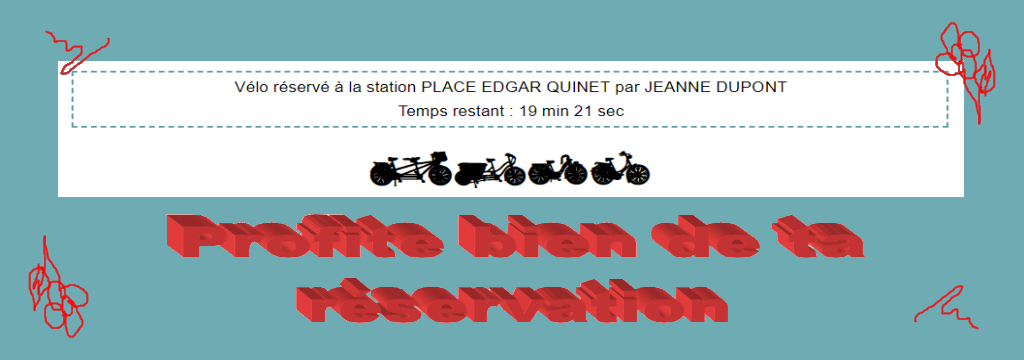 Vélo réservé à la station PLACE EDGAR QUINET par JEANNE DUPONT
Temps restant : 19 min 21 sec
Profite bien de ta
réservation